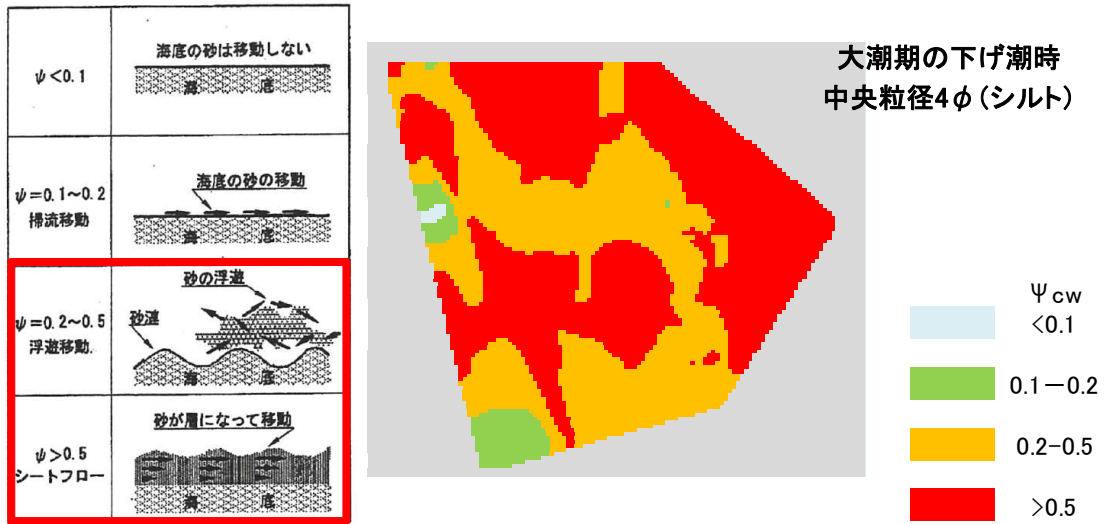 ψ<0.1
海底の砂は移動しない
海 底
ψ=0.1~0.2
掃流移動
海底の砂の移動
海 底
ψ=0.2~0.5
浮遊移動.
砂の浮遊
砂漣
海 底
ψ>0.5
シートフロー
砂が層になって移動
海 底
大潮期の下げ潮時
中央粒径4φ(シルト)
Ψcw
<0.1
0.1-0.2
0.2-0.5
>0.5